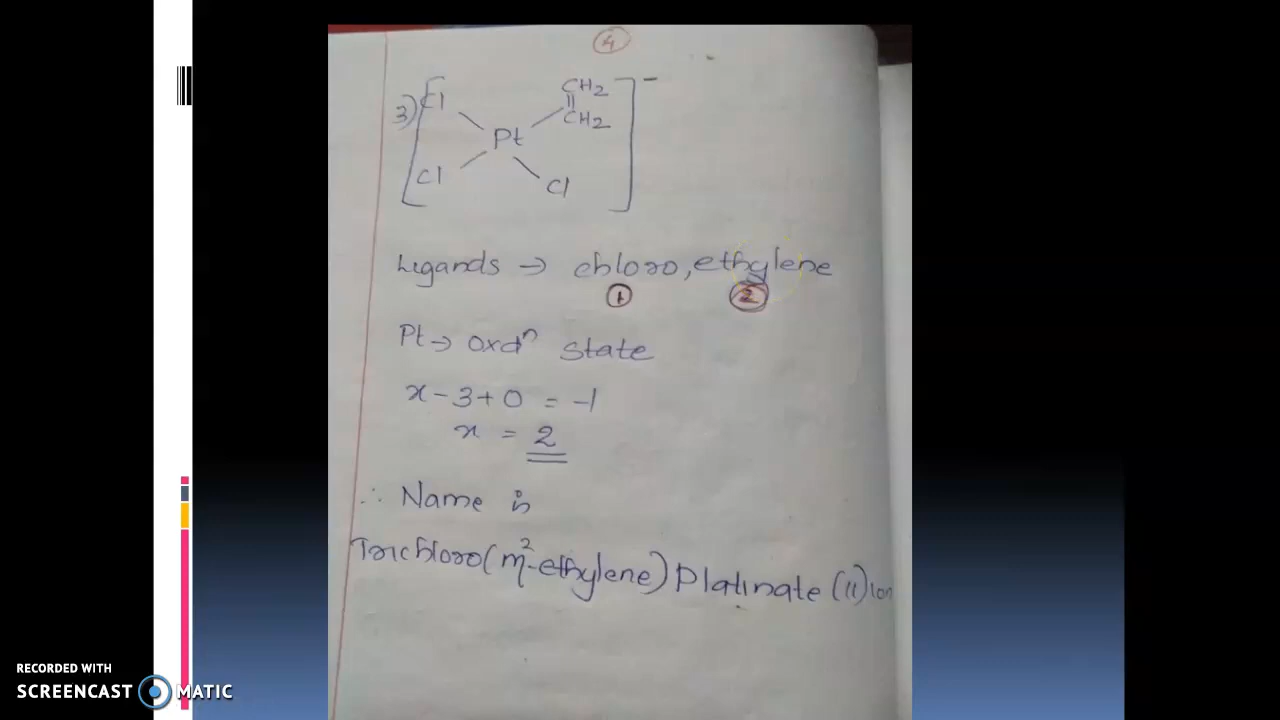 4
3) [Cl CH2 ]-
|| 
Pt CH2
Cl Cl
Ligands → chloro, ethylene
1 2
Pt → oxdn state
x - 3 + 0 = -1
x = 2
∴ Name is
Trichloro(η2-ethylene) Platinate (II) ion
RECORDED WITH
SCREENCAST MATIC